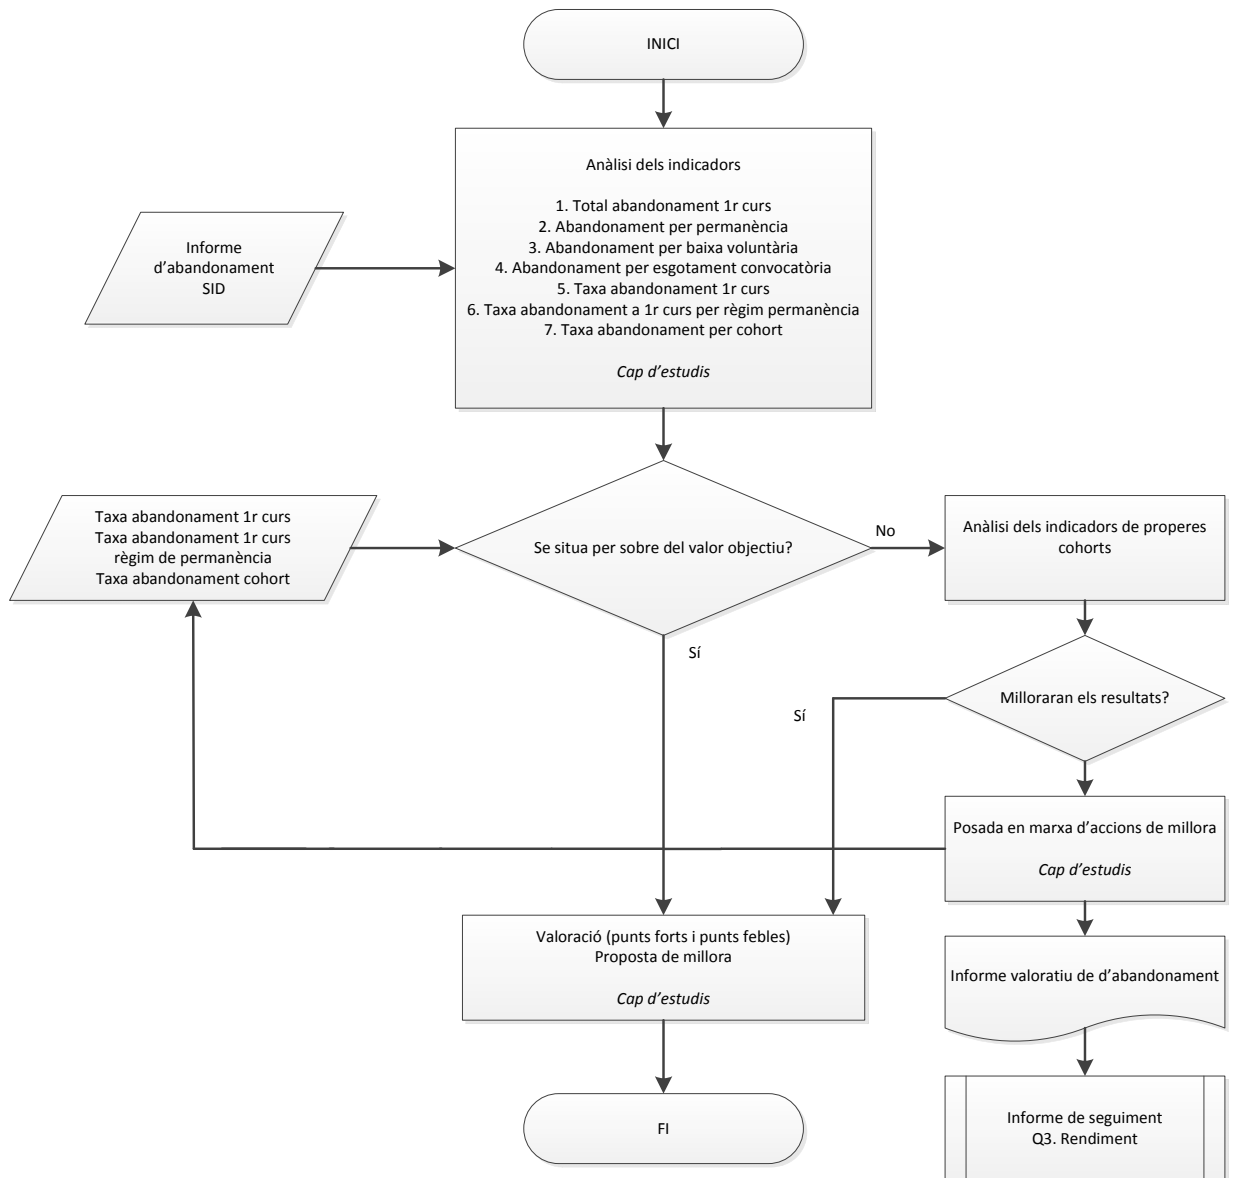 INICI
Anàlisi dels indicadors
1. Total abandonament 1r curs
2. Abandonament per permanència
3. Abandonament per baixa voluntària
4. Abandonament per esgotament convocatòria
5. Taxa abandonament 1r curs
6. Taxa abandonament a 1r curs per règim permanència
7. Taxa abandonament per cohort
Cap d’estudis
Informe
d’abandonament
SID
Taxa abandonament 1r curs
Taxa abandonament 1r curs
règim de permanència
Taxa abandonament cohort
Se situa per sobre del valor objectiu?
No
Anàlisi dels indicadors de properes
cohorts
Sí
Milloraran els resultats?
Sí
Posada en marxa d’accions de millora
Cap d’estudis
Valoració (punts forts i punts febles)
Proposta de millora
Cap d’estudis
Informe valoratiu de d’abandonament
FI
Informe de seguiment
Q3. Rendiment